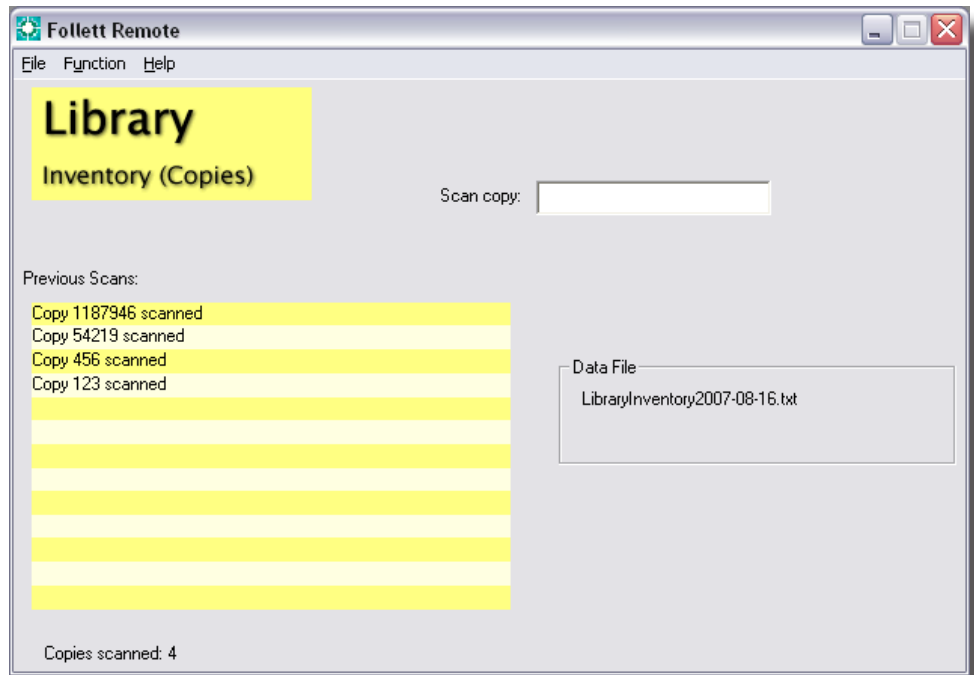 Follett Remote
File Function Help
Library
Inventory (Copies)
Scan copy:
Previous Scans:
Copy 1187946 scanned
Copy 54219 scanned
Copy 456 scanned
Copy 123 scanned
Data File
LibraryInventory2007-08-16.txt
Copies scanned: 4